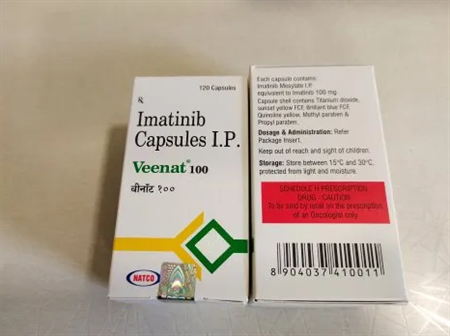 120 Capsules
Rx
Imatinib
Capsules I.P.
Veenat® 100
वीनॉट १००
NATCO
Each capsule contains:
Imatinib Mesylate I.P.
equivalent to Imatinib 100 mg
Capsule shell contains Titanium dioxide,
sunset yellow FCF, Brilliant blue FCF,
Quinoline yellow, Methyl paraben &
Propyl paraben.
Dosage & Administration: Refer
Package Insert.
Keep out of reach and sight of children.
Storage: Store between 15°C and 30°C,
protected from light and moisture.
SCHEDULE H PRESCRIPTION
DRUG - CAUTION
To be sold by retail on the prescription
of an Oncologist only.
8 904037 410011